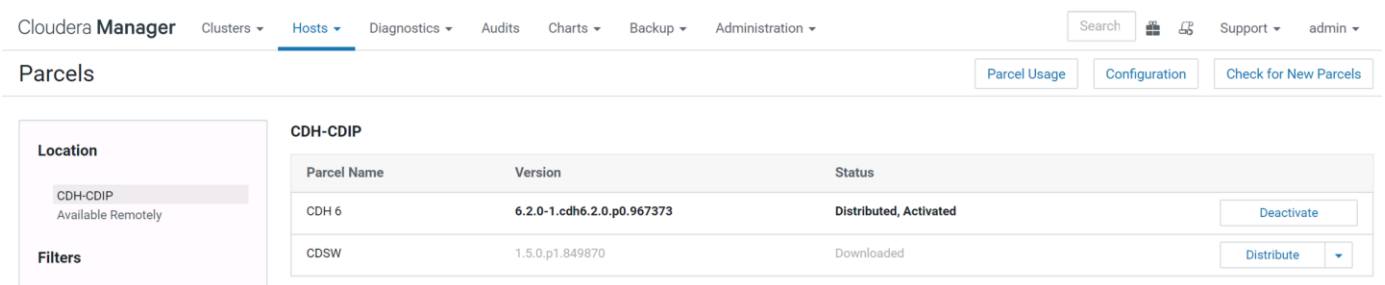 Cloudera Manager Clusters Hosts Diagnostics Audits Charts Backup Administration Search Support admin
Parcels Parcel Usage Configuration Check for New Parcels
Location
CDH-CDIP
Available Remotely
Filters
CDH-CDIP
Parcel Name Version Status
CDH 6 6.2.0-1.cdh6.2.0.p0.967373 Distributed, Activated Deactivate
CDSW 1.5.0.p1.849870 Downloaded Distribute